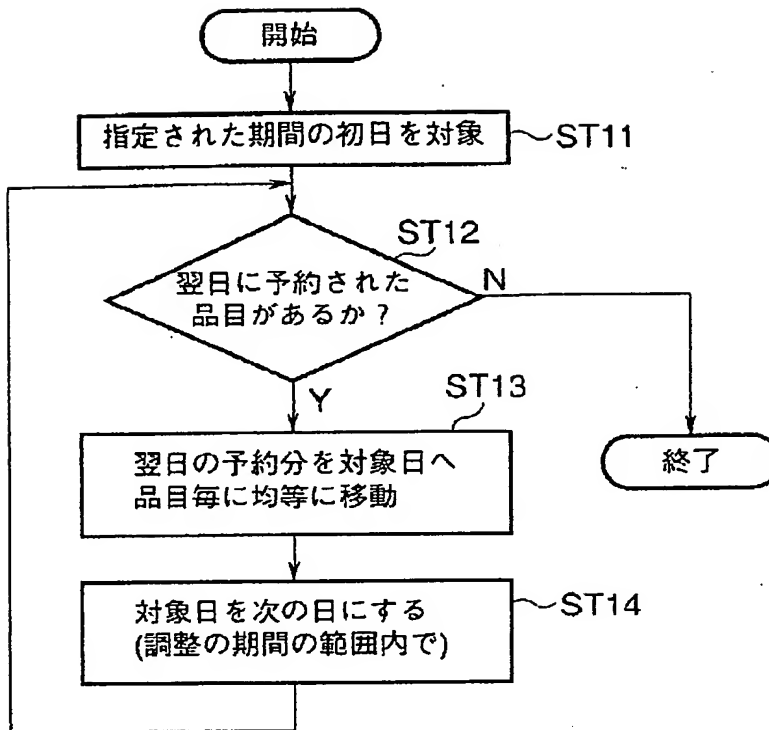 開始
指定された期間の初日を対象
ST11
ST12
翌日に予約された
品目があるか？
N
Y
ST13
翌日の予約分を対象日へ
品目毎に均等に移動
終了
対象日を次の日にする
(調整の期間の範囲内で)
ST14